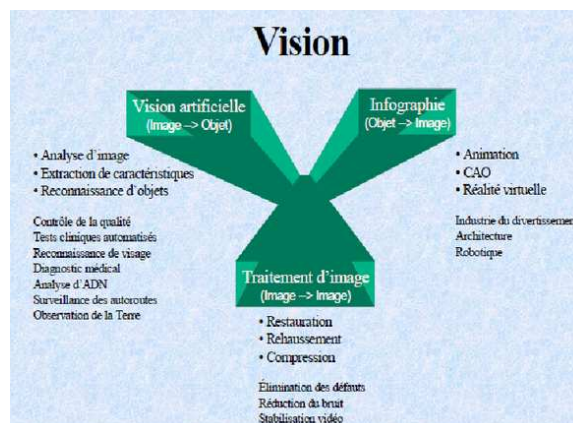 Vision
Vision artificielle
(Image --> Objet)
Infographie
(Objet --> Image)
• Analyse d'image
• Extraction de caractéristiques
• Reconnaissance d'objets
Contrôle de la qualité
Tests cliniques automatisés
Reconnaissance de visage
Diagnostic médical
Analyse d'ADN
Surveillance des autoroutes
Observation de la Terre
• Animation
• CAO
• Réalité virtuelle
Industrie du divertissemen
Architecture
Robotique
Traitement d'image
(Image --> Image)
• Restauration
• Rehaussement
• Compression
Élimination des défauts
Réduction du bruit
Stabilisation vidéo